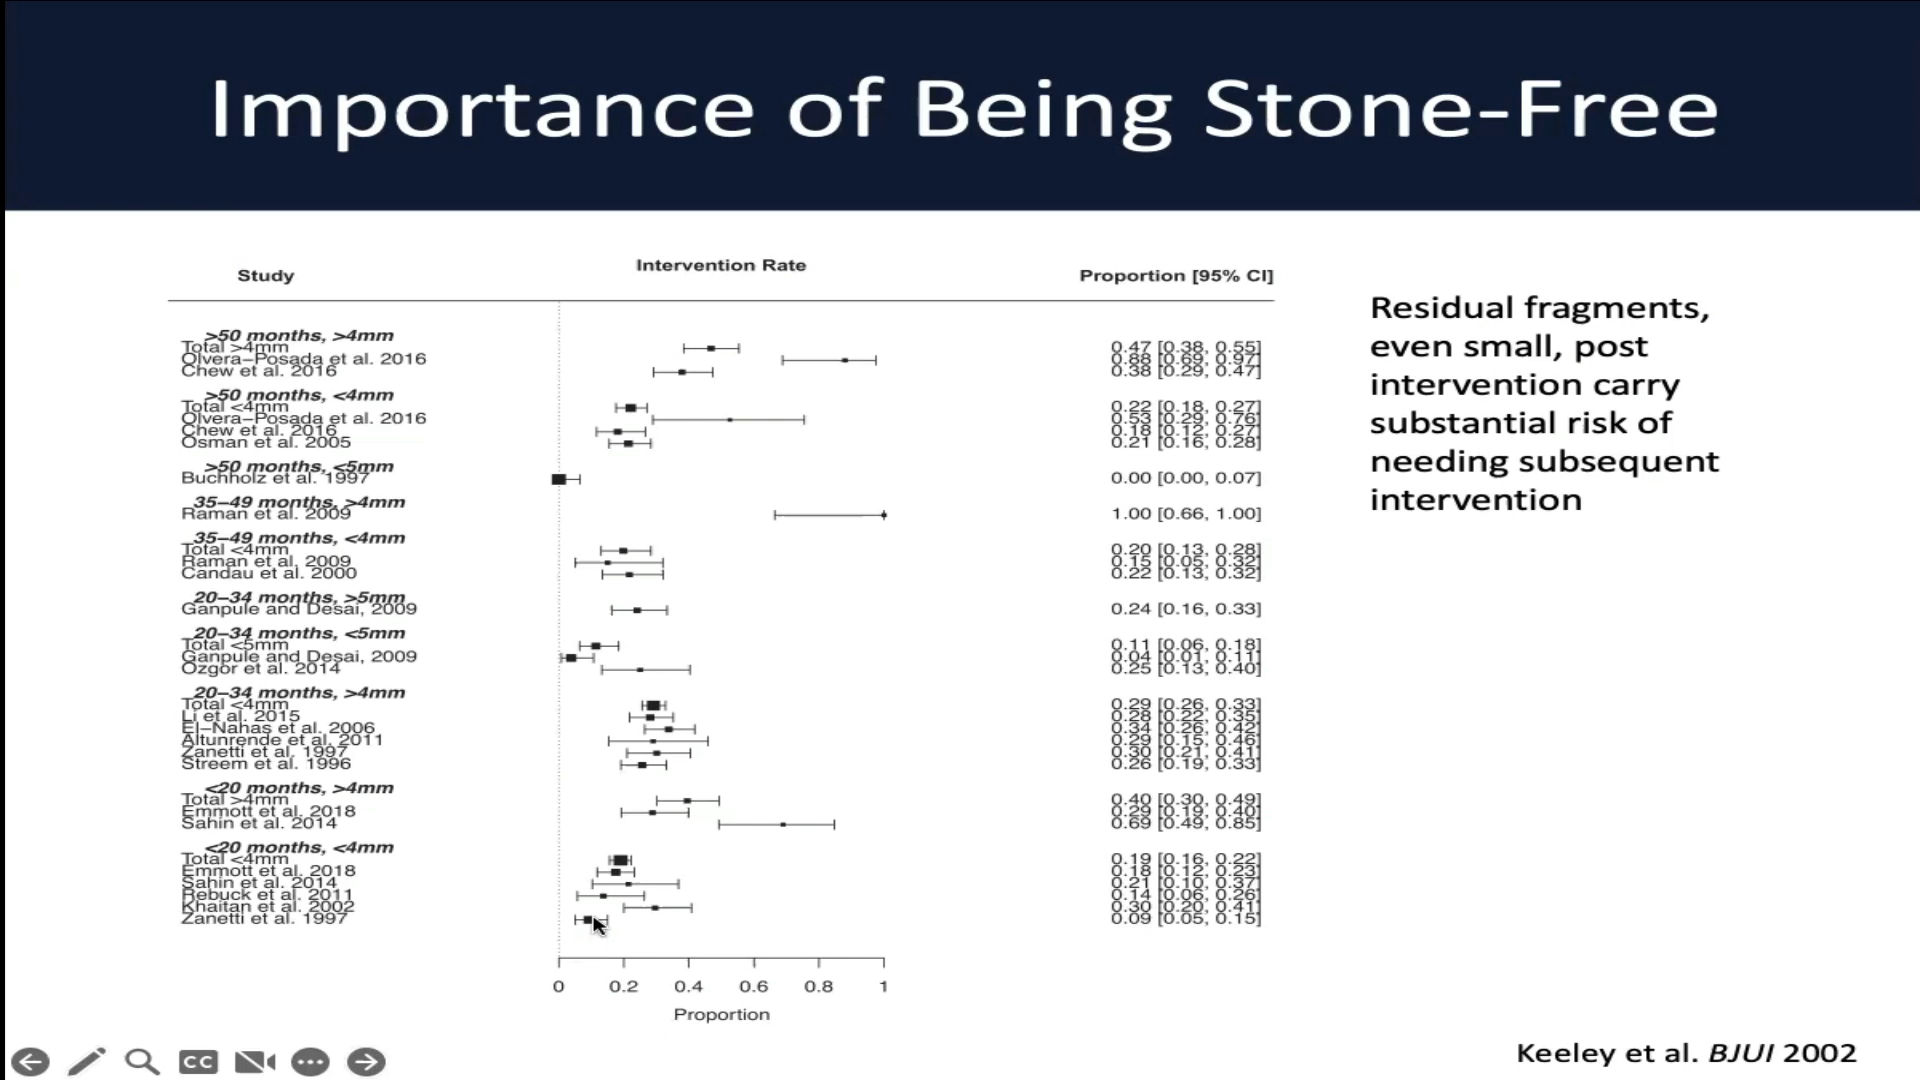 Importance of Being Stone-Free
Study Intervention Rate Proportion [95% CI]
>50 months, >4mm
Total >4mm 0.47 [0.38, 0.55]
Olvera–Posada et al. 2016 0.88 [0.69, 0.97]
Chew et al. 2016 0.38 [0.29, 0.47]
>50 months, <4mm
Total <4mm 0.22 [0.18, 0.27]
Olvera–Posada et al. 2016 0.53 [0.29, 0.76]
Chew et al. 2016 0.18 [0.12, 0.27]
Osman et al. 2005 0.21 [0.16, 0.28]
>50 months, <5mm
Buchholz et al. 1997 0.00 [0.00, 0.07]
35–49 months, >4mm
Raman et al. 2009 1.00 [0.66, 1.00]
35–49 months, <4mm
Total <4mm 0.20 [0.13, 0.28]
Raman et al. 2009 0.15 [0.05, 0.32]
Candau et al. 2000 0.22 [0.13, 0.32]
20–34 months, >5mm
Ganpule and Desai, 2009 0.24 [0.16, 0.33]
20–34 months, <5mm
Total <5mm 0.11 [0.06, 0.18]
Ganpule and Desai, 2009 0.04 [0.01, 0.11]
Ozgor et al. 2014 0.25 [0.13, 0.40]
20–34 months, >4mm
Total <4mm 0.29 [0.26, 0.33]
Li et al. 2015 0.28 [0.22, 0.35]
El–Nahas et al. 2006 0.34 [0.26, 0.42]
Altunrende et al. 2011 0.29 [0.15, 0.46]
Zanetti et al. 1997 0.30 [0.21, 0.41]
Streem et al. 1996 0.26 [0.19, 0.33]
<20 months, >4mm
Total >4mm 0.40 [0.30, 0.49]
Emmott et al. 2018 0.29 [0.19, 0.40]
Sahin et al. 2014 0.69 [0.49, 0.85]
<20 months, <4mm
Total <4mm 0.19 [0.16, 0.22]
Emmott et al. 2018 0.18 [0.12, 0.23]
Sahin et al. 2014 0.21 [0.10, 0.37]
Rebuck et al. 2011 0.14 [0.06, 0.26]
Khaitan et al. 2002 0.30 [0.20, 0.41]
Zanetti et al. 1997 0.09 [0.05, 0.15]
0 0.2 0.4 0.6 0.8 1
Proportion
Residual fragments,
even small, post
intervention carry
substantial risk of
needing subsequent
intervention
Keeley et al. BJUI 2002
CC